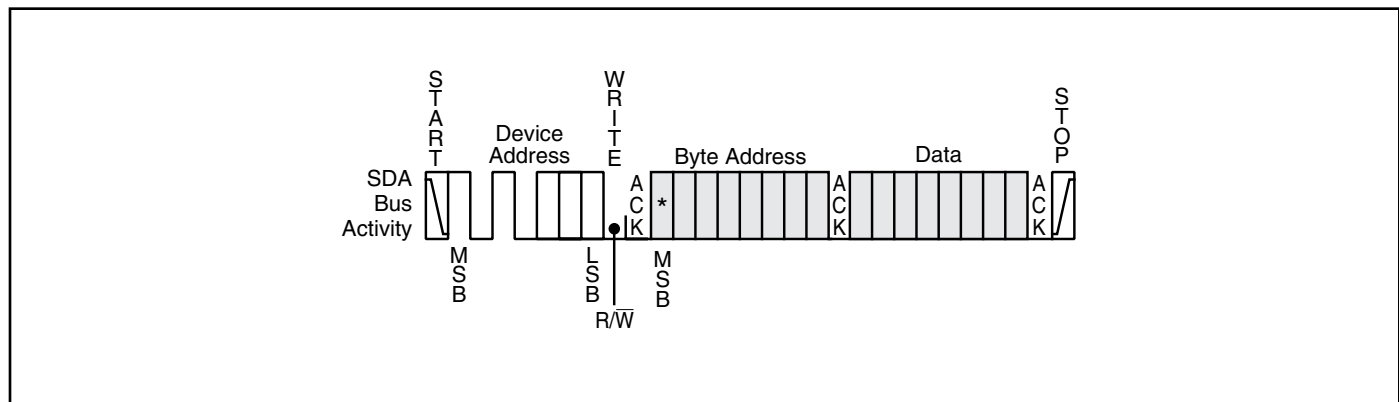 START
WRITE
STOP
Device
Address
Byte Address
Data
SDA
Bus
Activity
ACK
*
ACK
ACK
MSB
LSB
MSB
R/W̅